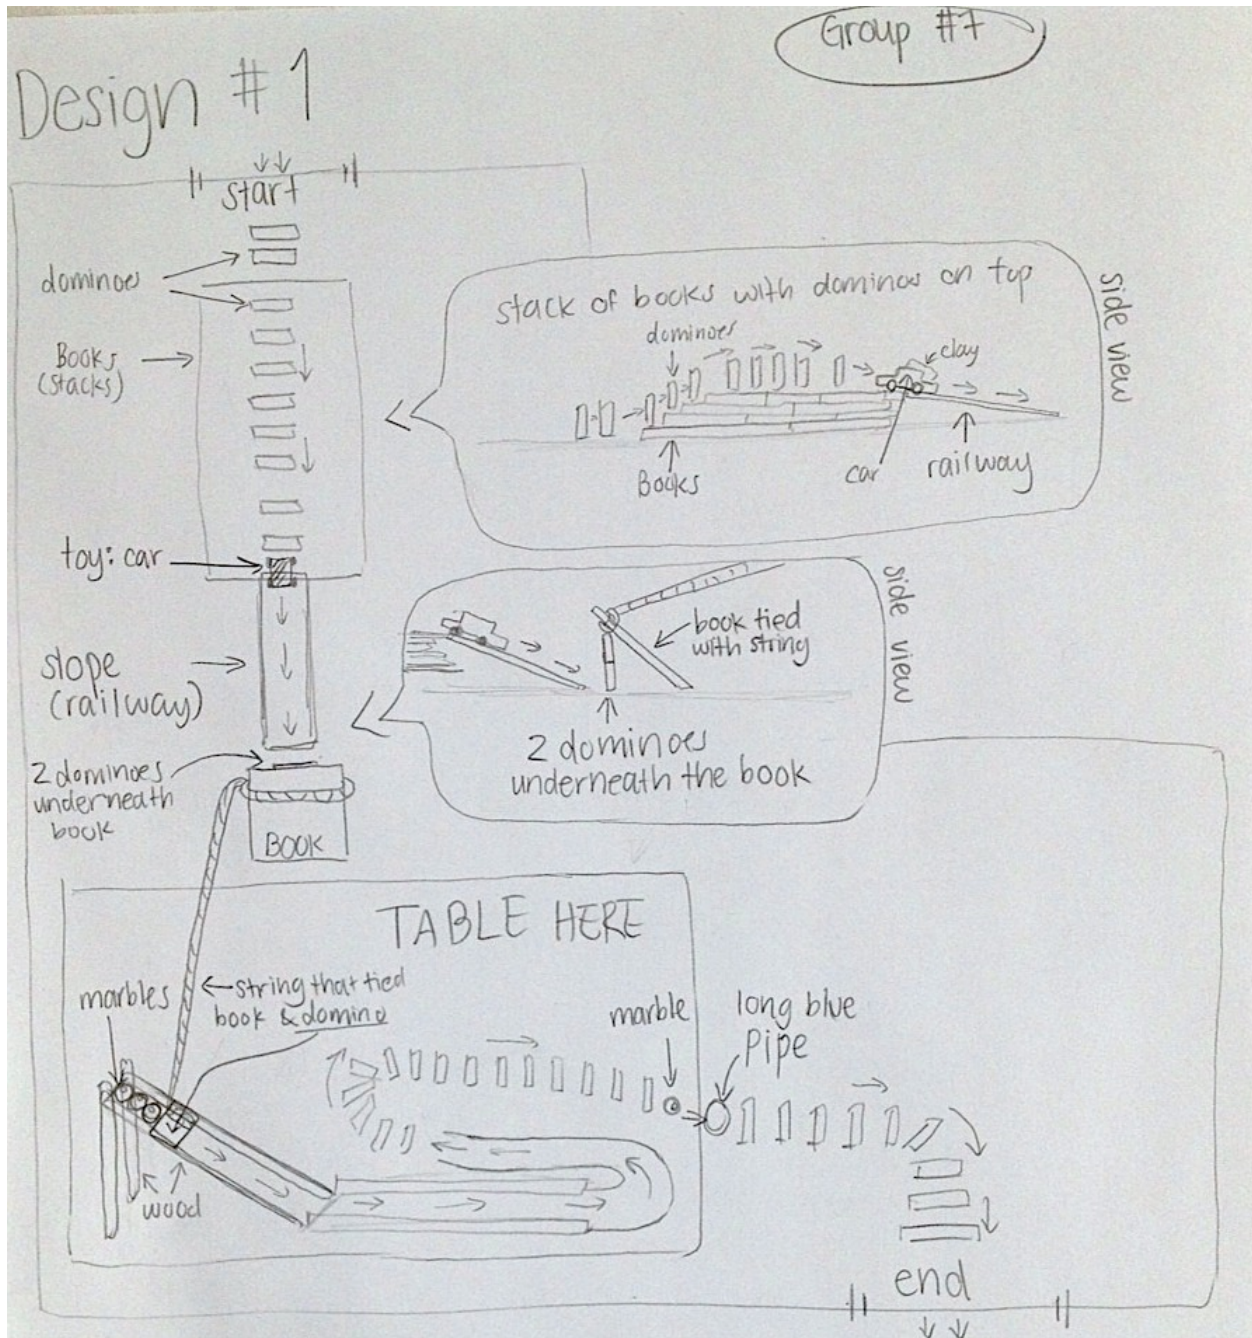 Group #7
Design #1
start
dominoes
Books
(stacks)
stack of books with dominos on top
dominoes
clay
Books
car
railway
side view
toy: car
slope
(railway)
book tied
with string
2 dominoes
underneath the book
side view
2 dominoes
underneath
book
BOOK
TABLE HERE
marbles
string that tied
book & domino
marble
long blue
Pipe
wood
end